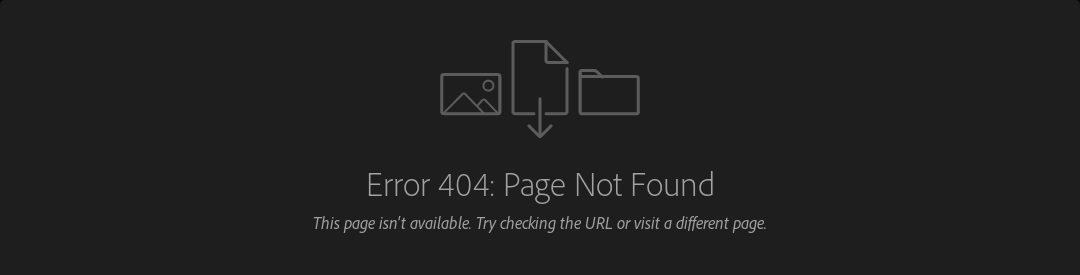 Error 404: Page Not Found
This page isn't available. Try checking the URL or visit a different page.